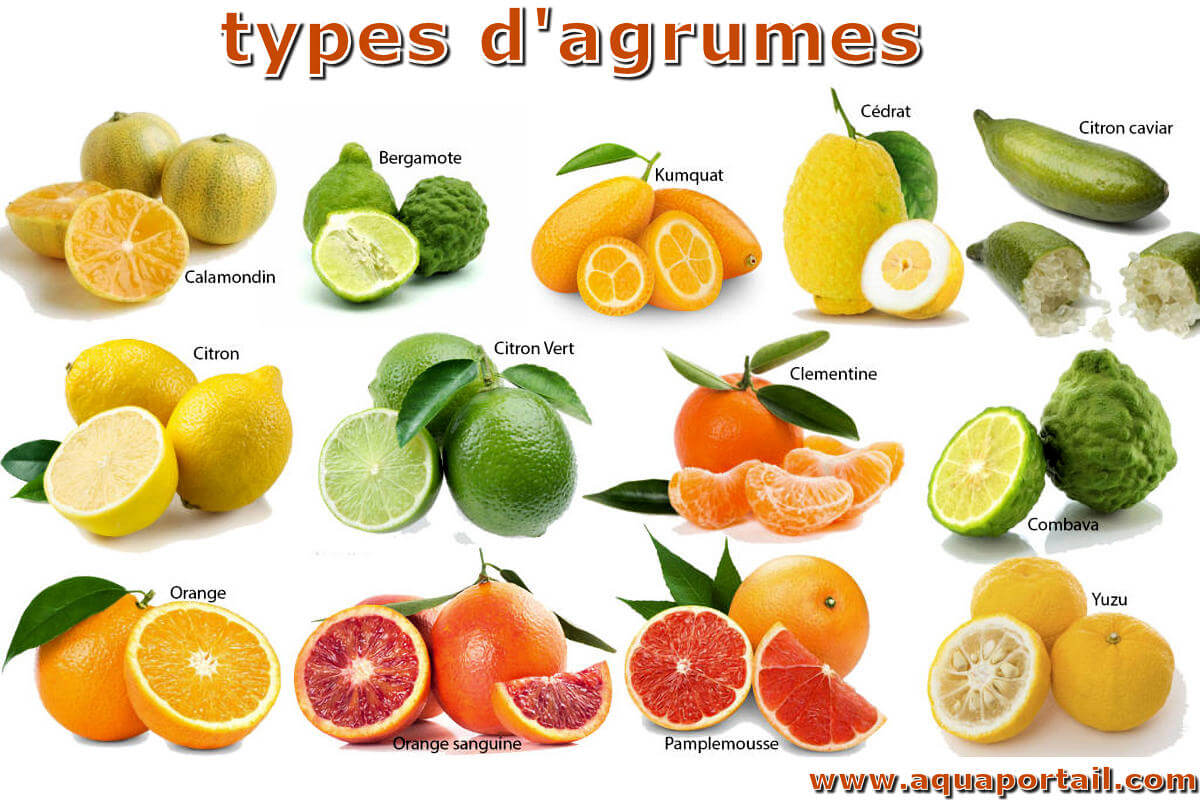 types d'agrumes
Cédrat
Citron caviar
Bergamote
Kumquat
Calamondin
Citron
Citron Vert
Clementine
Combava
Orange
Yuzu
Orange sanguine
Pamplemousse
www.aquaportail.com